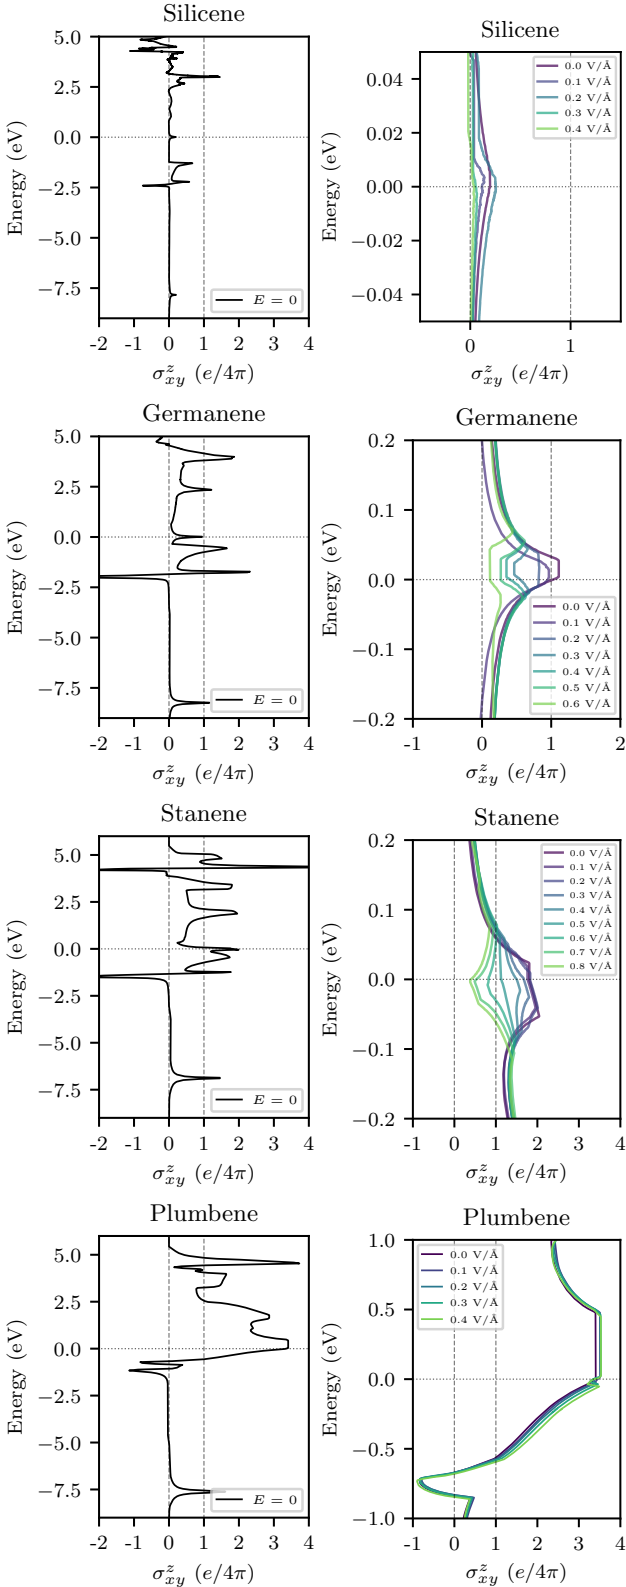 Silicene
Energy (eV)
5.0
2.5
0.0
−2.5
−5.0
−7.5
E = 0
-2 -1 0 1 2 3 4
σ^z_xy (e/4π)
Silicene
Energy (eV)
0.04
0.02
0.00
−0.02
−0.04
0.0 V/Å
0.1 V/Å
0.2 V/Å
0.3 V/Å
0.4 V/Å
0 1
σ^z_xy (e/4π)
Germanene
Energy (eV)
5.0
2.5
0.0
−2.5
−5.0
−7.5
E = 0
-2 -1 0 1 2 3 4
σ^z_xy (e/4π)
Germanene
Energy (eV)
0.2
0.1
0.0
−0.1
−0.2
0.0 V/Å
0.1 V/Å
0.2 V/Å
0.3 V/Å
0.4 V/Å
0.5 V/Å
0.6 V/Å
-1 0 1 2
σ^z_xy (e/4π)
Stanene
Energy (eV)
5.0
2.5
0.0
−2.5
−5.0
−7.5
E = 0
-2 -1 0 1 2 3 4
σ^z_xy (e/4π)
Stanene
Energy (eV)
0.2
0.1
0.0
−0.1
−0.2
0.0 V/Å
0.1 V/Å
0.2 V/Å
0.3 V/Å
0.4 V/Å
0.5 V/Å
0.6 V/Å
0.7 V/Å
0.8 V/Å
-1 0 1 2 3 4
σ^z_xy (e/4π)
Plumbene
Energy (eV)
5.0
2.5
0.0
−2.5
−5.0
−7.5
E = 0
-2 -1 0 1 2 3 4
σ^z_xy (e/4π)
Plumbene
Energy (eV)
1.0
0.5
0.0
−0.5
−1.0
0.0 V/Å
0.1 V/Å
0.2 V/Å
0.3 V/Å
0.4 V/Å
-1 0 1 2 3 4
σ^z_xy (e/4π)